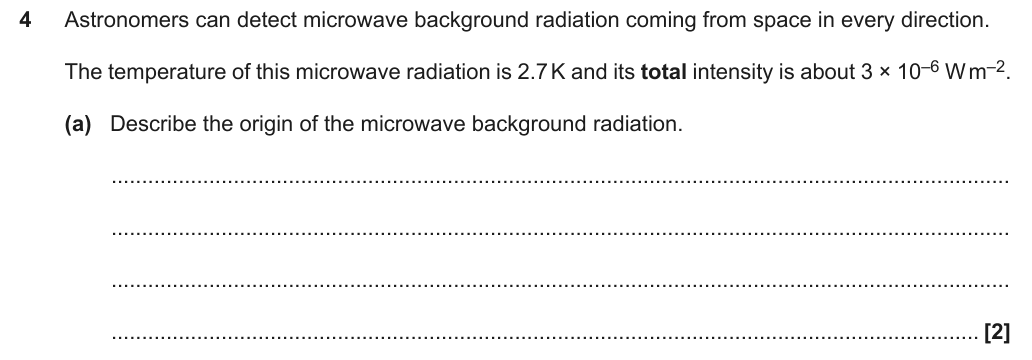 4 Astronomers can detect microwave background radiation coming from space in every direction.
The temperature of this microwave radiation is 2.7 K and its total intensity is about 3 × 10⁻⁶ W m⁻².
(a) Describe the origin of the microwave background radiation.
..........................................................................................................................................
..........................................................................................................................................
..........................................................................................................................................
..................................................................................................................................... [2]